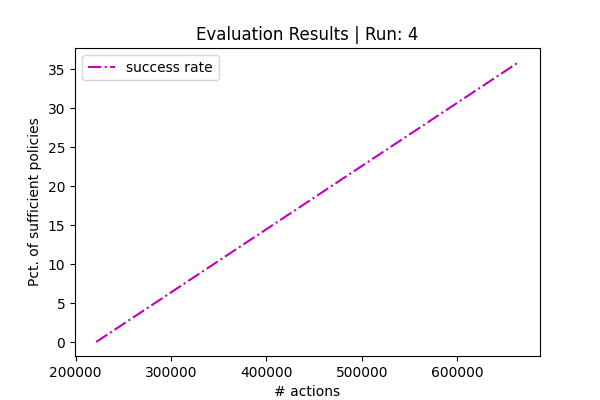 Evaluation Results | Run: 4
success rate
Pct. of sufficient policies
35
30
25
20
15
10
5
0
200000 300000 400000 500000 600000
# actions